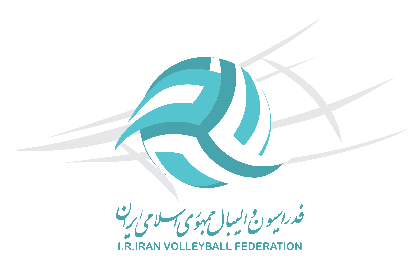 فدراسیون والیبال جمهوری اسلامی ایران
I.R.IRAN VOLLEYBALL FEDERATION